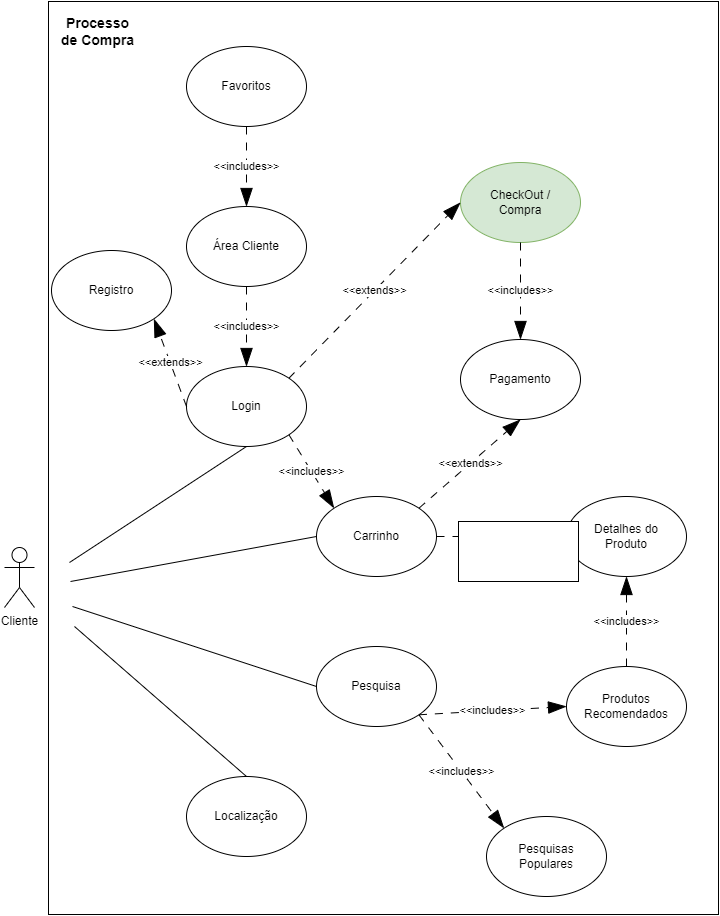 Processo
de Compra
Favoritos
<<includes>>
CheckOut /
Compra
Área Cliente
Registro
<<extends>>
<<includes>>
<<includes>>
<<extends>>
Login
Pagamento
<<includes>>
<<extends>>
Carrinho
Detalhes do
Produto
Cliente
<<includes>>
Pesquisa
<<includes>>
Produtos
Recomendados
<<includes>>
Localização
Pesquisas
Populares